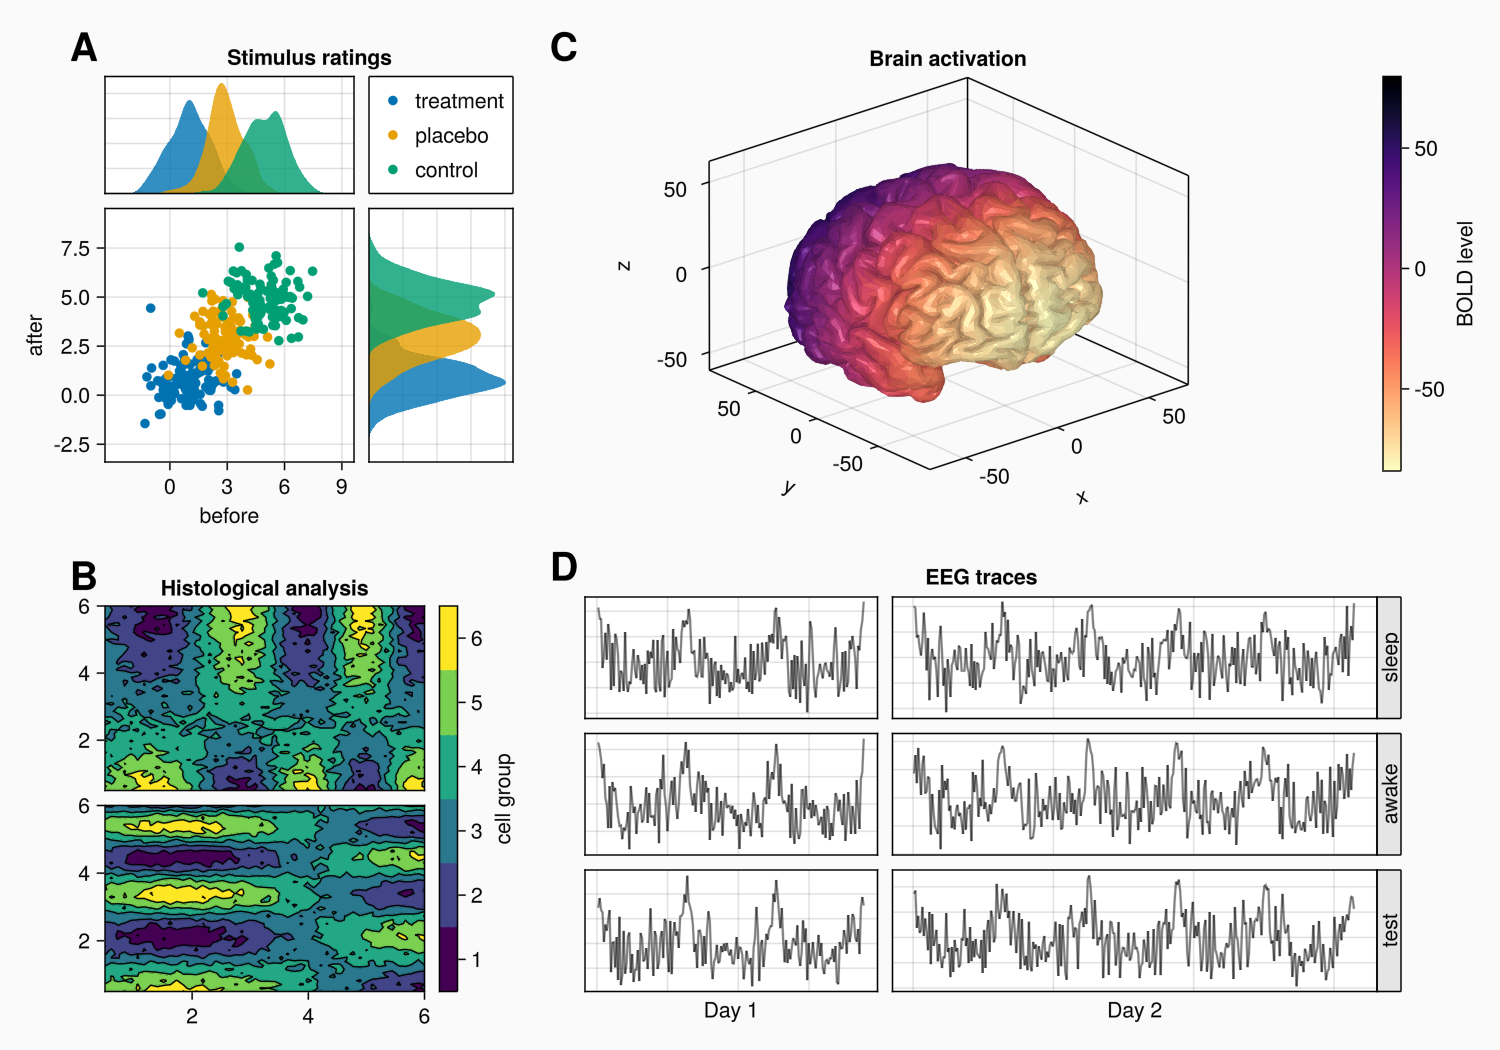 A
Stimulus ratings
treatment
placebo
control
7.5
5.0
2.5
0.0
-2.5
after
0 3 6 9
before
C
Brain activation
50
0
-50
z
50
0
-50
y
-50
0
50
x
50
0
-50
BOLD level
B
Histological analysis
6
4
2
6
4
2
2 4 6
6
5
4
3
2
1
cell group
D
EEG traces
sleep
awake
test
Day 1 Day 2